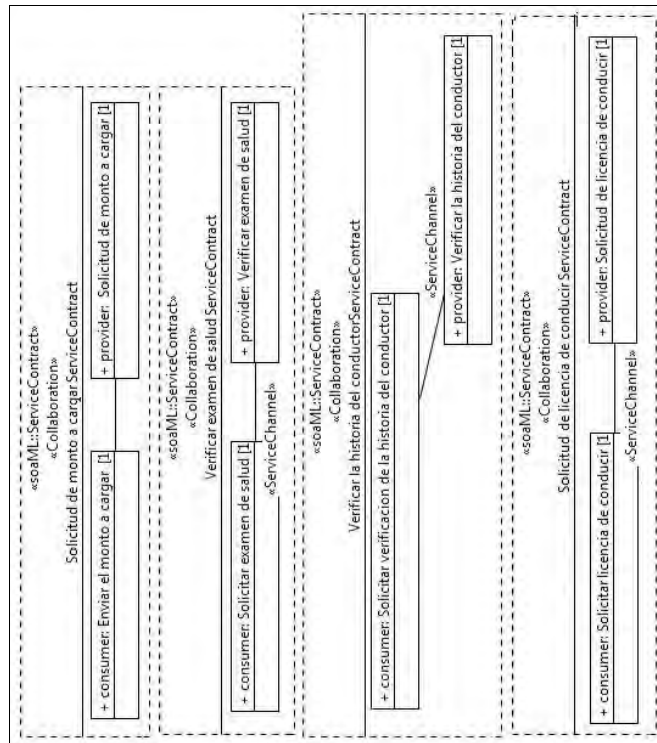 «soaML::ServiceContract»
«Collaboration»
Solicitud de monto a cargar ServiceContract
+ consumer: Enviar el monto a cargar [1
+ provider: Solicitud de monto a cargar [1
«soaML::ServiceContract»
«Collaboration»
Verificar examen de salud ServiceContract
+ consumer: Solicitar examen de salud [1
+ provider: Verificar examen de salud [1
«ServiceChannel»
«soaML::ServiceContract»
«Collaboration»
Verificar la historia del conductorServiceContract
+ consumer: Solicitar verificacion de la historia del conductor [1
«ServiceChannel»
+ provider: Verificar la historia del conductor [1
«soaML::ServiceContract»
«Collaboration»
Solicitud de licencia de conducir ServiceContract
+ consumer: Solicitar licencia de conducir [1
+ provider: Solicitud de licencia de conducir [1
«ServiceChannel»